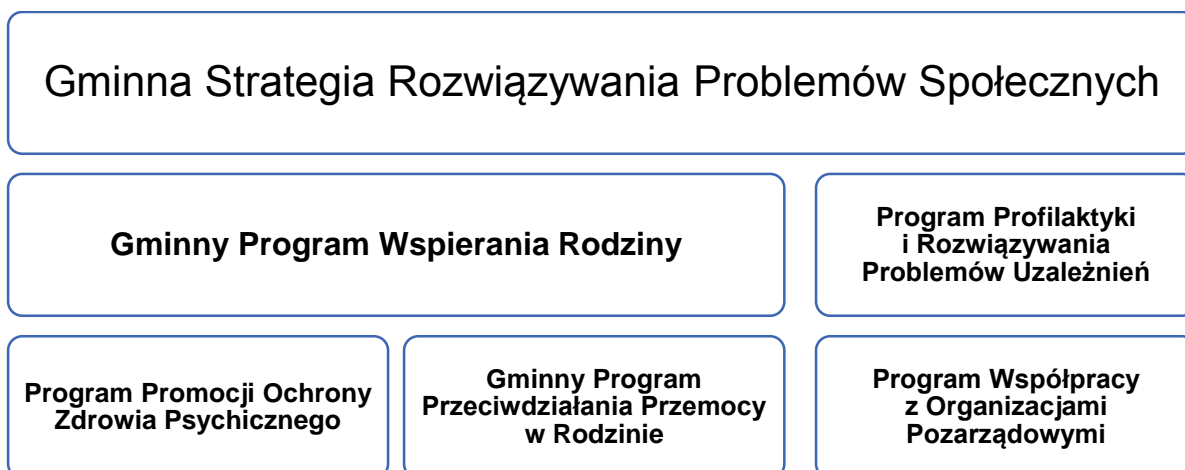 Gminna Strategia Rozwiązywania Problemów Społecznych
Gminny Program Wspierania Rodziny
Program Profilaktyki
i Rozwiązywania
Problemów Uzależnień
Program Promocji Ochrony
Zdrowia Psychicznego
Gminny Program
Przeciwdziałania Przemocy
w Rodzinie
Program Współpracy
z Organizacjami
Pozarządowymi